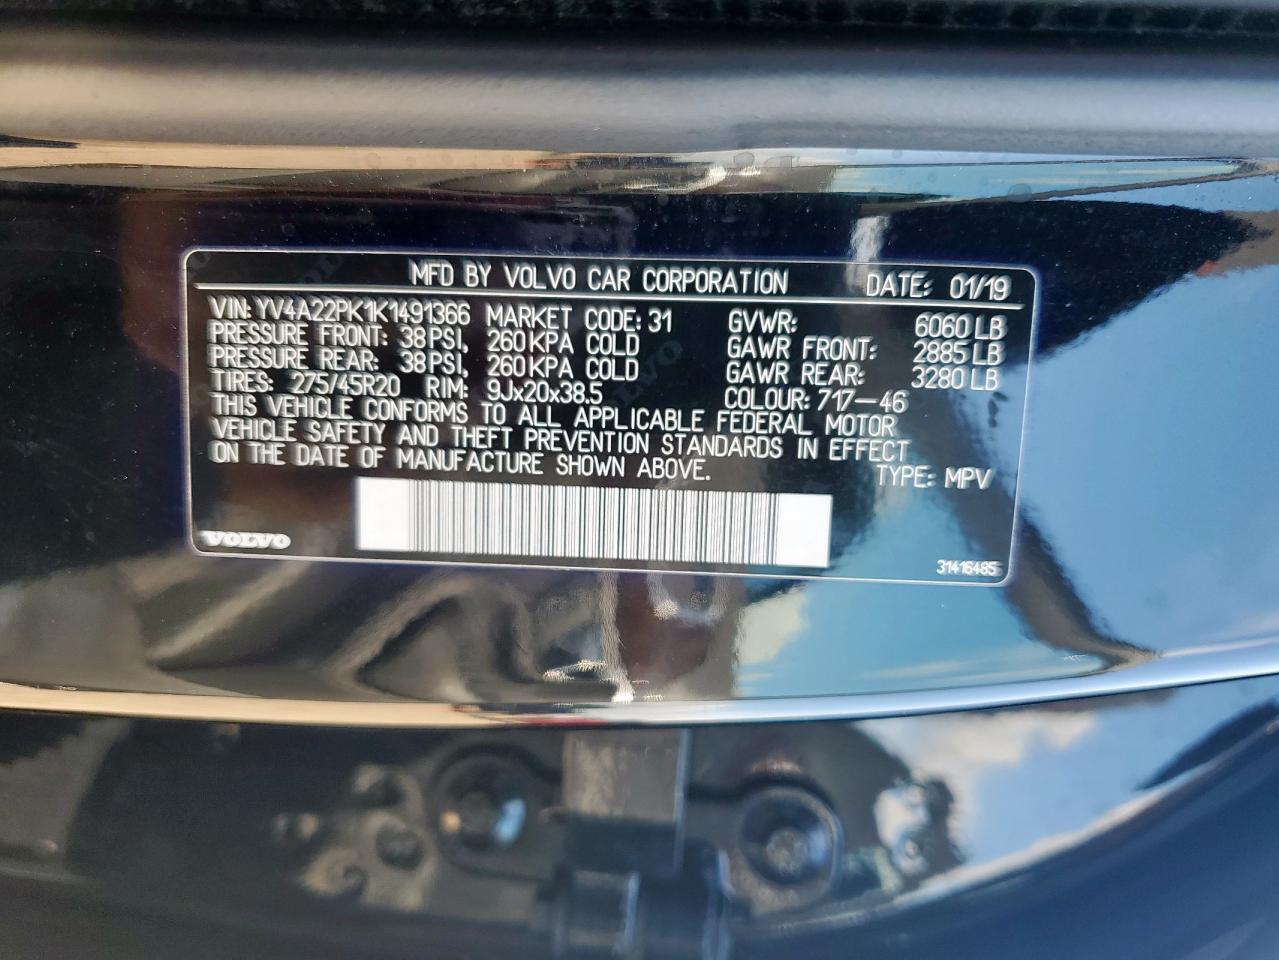 MFD BY VOLVO CAR CORPORATION DATE: 01/19
VIN: YV4A22PK1K1491366 MARKET CODE: 31 GVWR: 6060 LB
PRESSURE FRONT: 38 PSI, 260 KPA COLD GAWR FRONT: 2885 LB
PRESSURE REAR: 38 PSI, 260 KPA COLD GAWR REAR: 3280 LB
TIRES: 275/45R20 RIM: 9Jx20x38.5 COLOUR: 717-46
THIS VEHICLE CONFORMS TO ALL APPLICABLE FEDERAL MOTOR
VEHICLE SAFETY AND THEFT PREVENTION STANDARDS IN EFFECT
ON THE DATE OF MANUFACTURE SHOWN ABOVE. TYPE: MPV
VOLVO 31416485